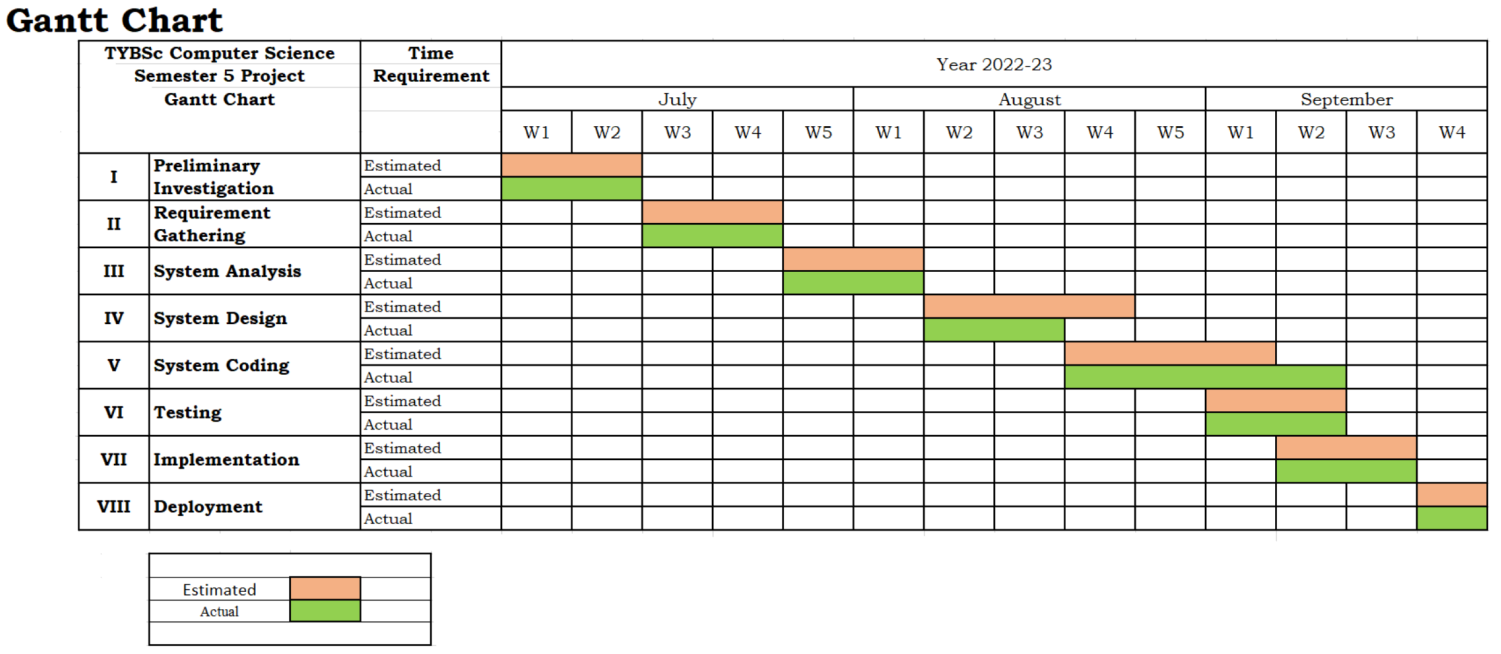 Gantt Chart
TYBSc Computer Science
Semester 5 Project
Gantt Chart
Time
Requirement
Year 2022-23
July August September
W1 W2 W3 W4 W5 W1 W2 W3 W4 W5 W1 W2 W3 W4
I
Preliminary
Investigation
Estimated
Actual
II
Requirement
Gathering
Estimated
Actual
III
System Analysis
Estimated
Actual
IV
System Design
Estimated
Actual
V
System Coding
Estimated
Actual
VI
Testing
Estimated
Actual
VII
Implementation
Estimated
Actual
VIII
Deployment
Estimated
Actual
Estimated
Actual